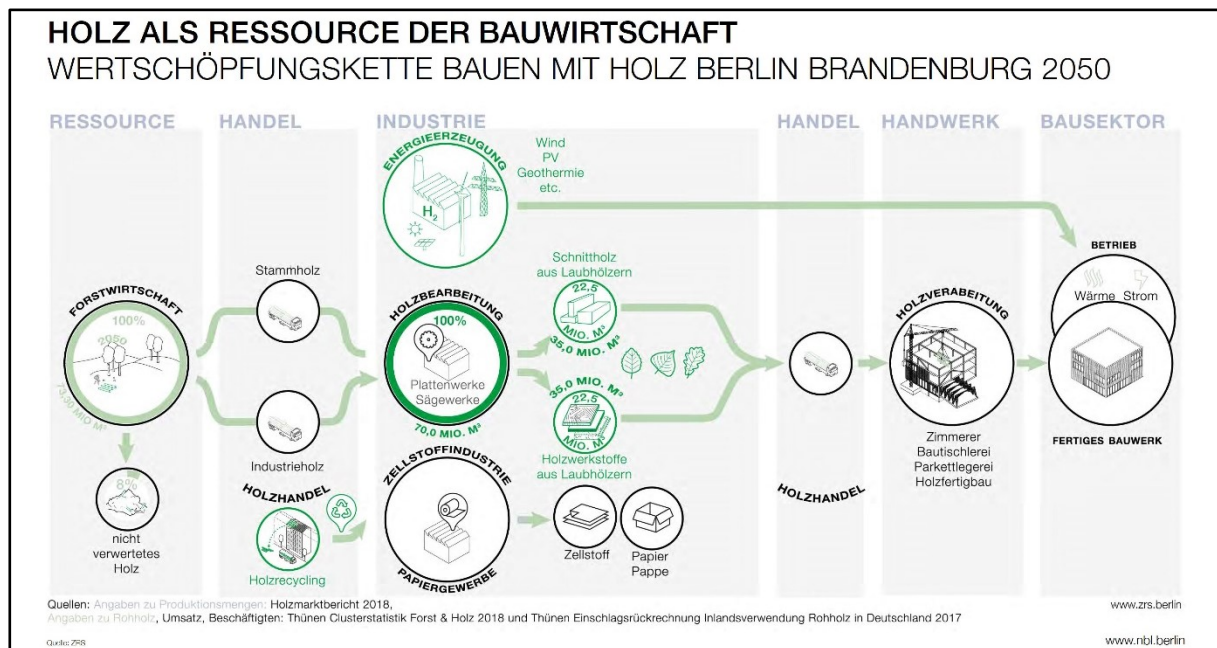 HOLZ ALS RESSOURCE DER BAUWIRTSCHAFT
WERTSCHÖPFUNGSKETTE BAUEN MIT HOLZ BERLIN BRANDENBURG 2050
RESSOURCE
HANDEL
INDUSTRIE
HANDEL
HANDWERK
BAUSEKTOR
ENERGIEERZEUGUNG
H₂
Wind
PV
Geothermie
etc.
FORSTWIRTSCHAFT
100%
2050
73,30 MIO M³
8%
nicht
verwertetes
Holz
Stammholz
Industrieholz
HOLZHANDEL
Holzrecycling
HOLZBEARBEITUNG
100%
Plattenwerke
Sägewerke
70,0 MIO. M³
ZELLSTOFFINDUSTRIE
PAPIERGEWERBE
Schnittholz
aus Laubhölzern
22,5
MIO. M³
35,0 MIO. M³
35,0 MIO. M³
22,5
MIO. M³
Holzwerkstoffe
aus Laubhölzern
Zellstoff
Papier
Pappe
HOLZHANDEL
HOLZVERABEITUNG
Zimmerer
Bautischlerei
Parkettlegerei
Holzfertigbau
BETRIEB
Wärme
Strom
FERTIGES BAUWERK
Quellen: Angaben zu Produktionsmengen: Holzmarktbericht 2018,
Angaben zu Rohholz, Umsatz, Beschäftigten: Thünen Clusterstatistik Forst & Holz 2018 und Thünen Einschlagsrückrechnung Inlandsverwendung Rohholz in Deutschland 2017
www.zrs.berlin
Quelle: ZRS
www.nbl.berlin